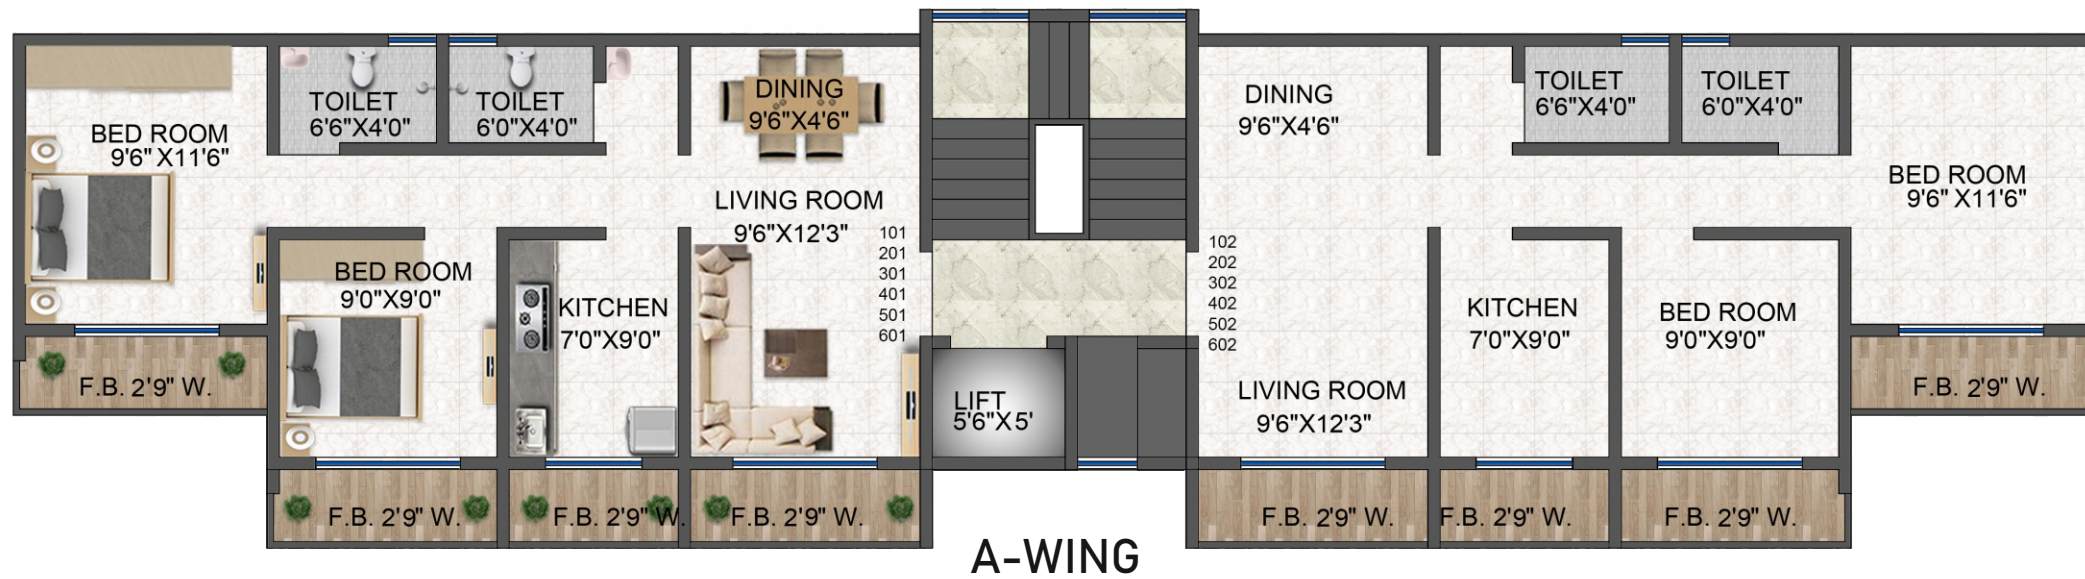 TOILET
6'6"X4'0"
TOILET
6'0"X4'0"
DINING
9'6"X4'6"
BED ROOM
9'6"X11'6"
LIVING ROOM
9'6"X12'3"
101
201
301
401
501
601
BED ROOM
9'0"X9'0"
KITCHEN
7'0"X9'0"
F.B. 2'9" W.
F.B. 2'9" W.
F.B. 2'9" W.
F.B. 2'9" W.
LIFT
5'6"X5'
DINING
9'6"X4'6"
TOILET
6'6"X4'0"
TOILET
6'0"X4'0"
BED ROOM
9'6"X11'6"
102
202
302
402
502
602
KITCHEN
7'0"X9'0"
BED ROOM
9'0"X9'0"
LIVING ROOM
9'6"X12'3"
F.B. 2'9" W.
F.B. 2'9" W.
F.B. 2'9" W.
F.B. 2'9" W.
A-WING